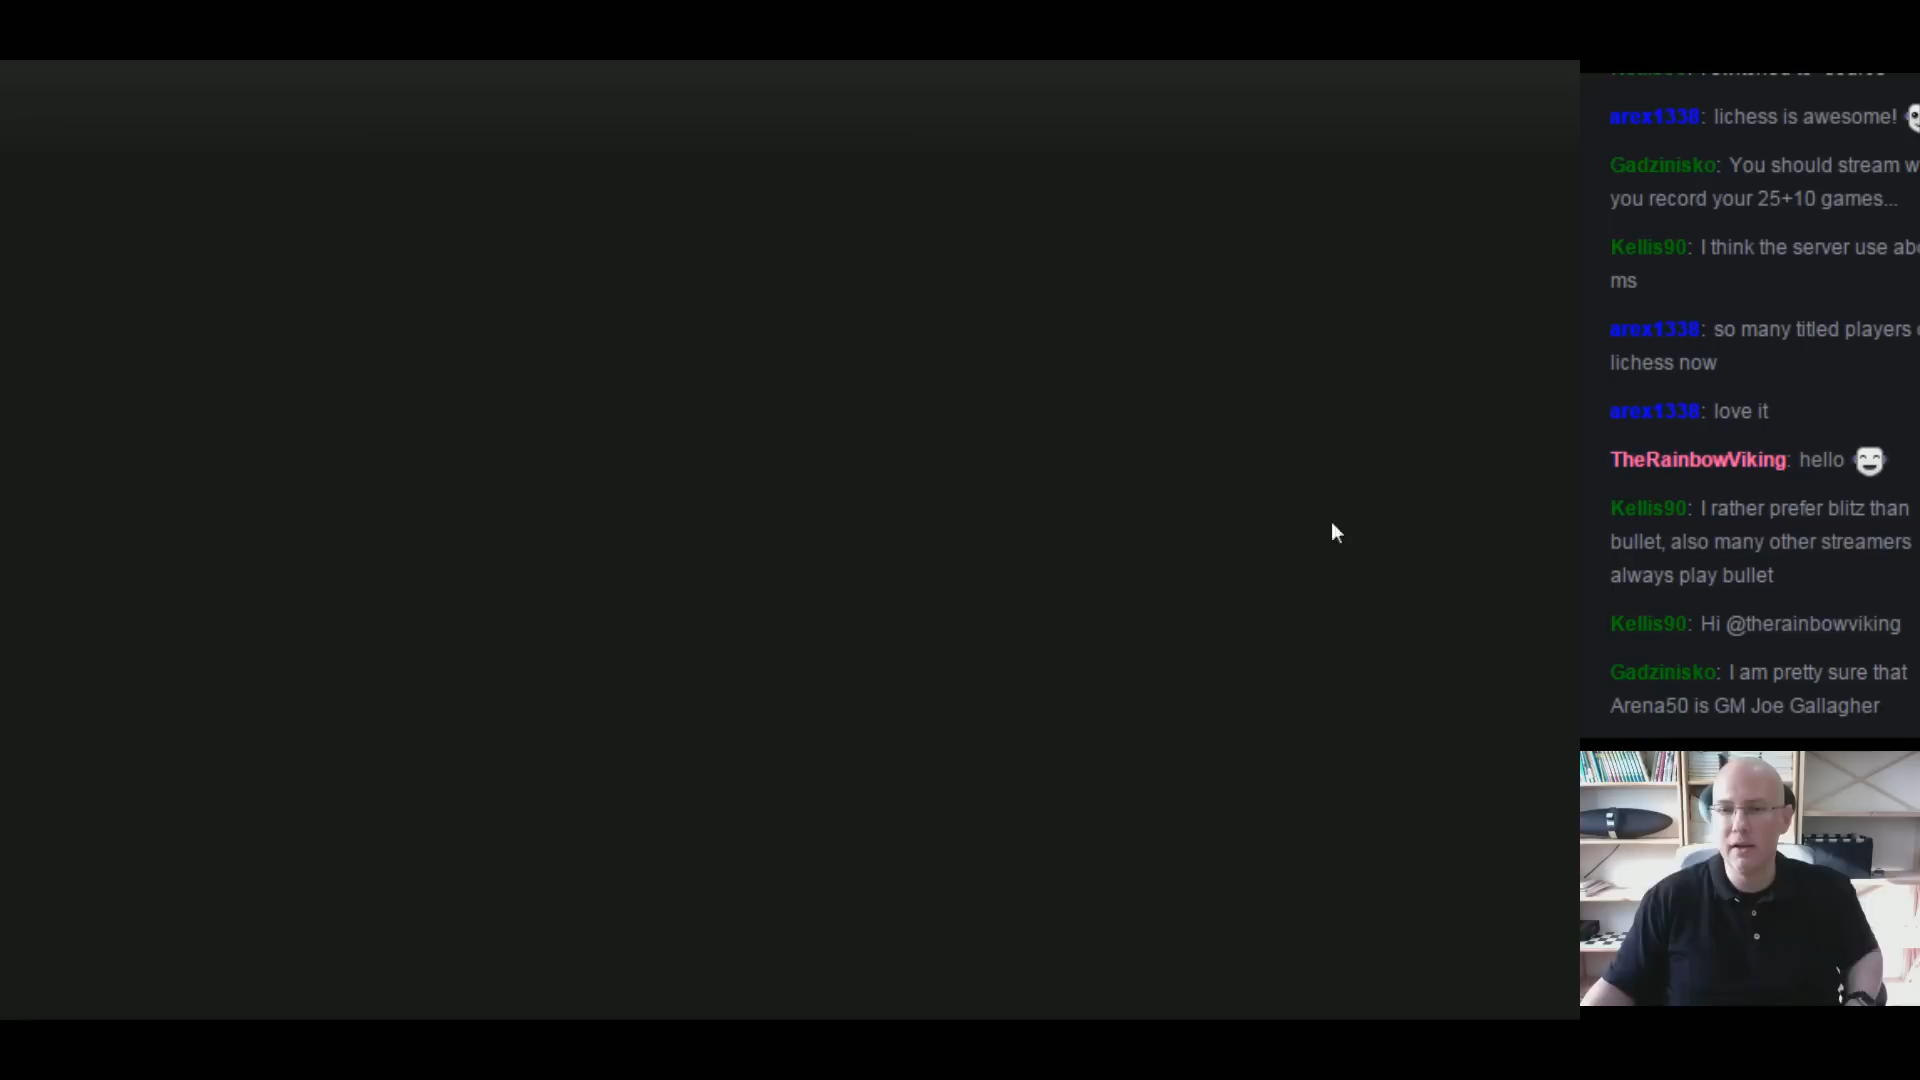 arex1338: lichess is awesome!
Gadzinisko: You should stream
you record your 25+10 games...
Kellis90: I think the server use
ms
arex1338: so many titled players
lichess now
arex1338: love it
TheRainbowViking: hello
Kellis90: I rather prefer blitz than
bullet, also many other streamers
always play bullet
Kellis90: Hi @therainbowviking
Gadzinisko: I am pretty sure that
Arena50 is GM Joe Gallagher